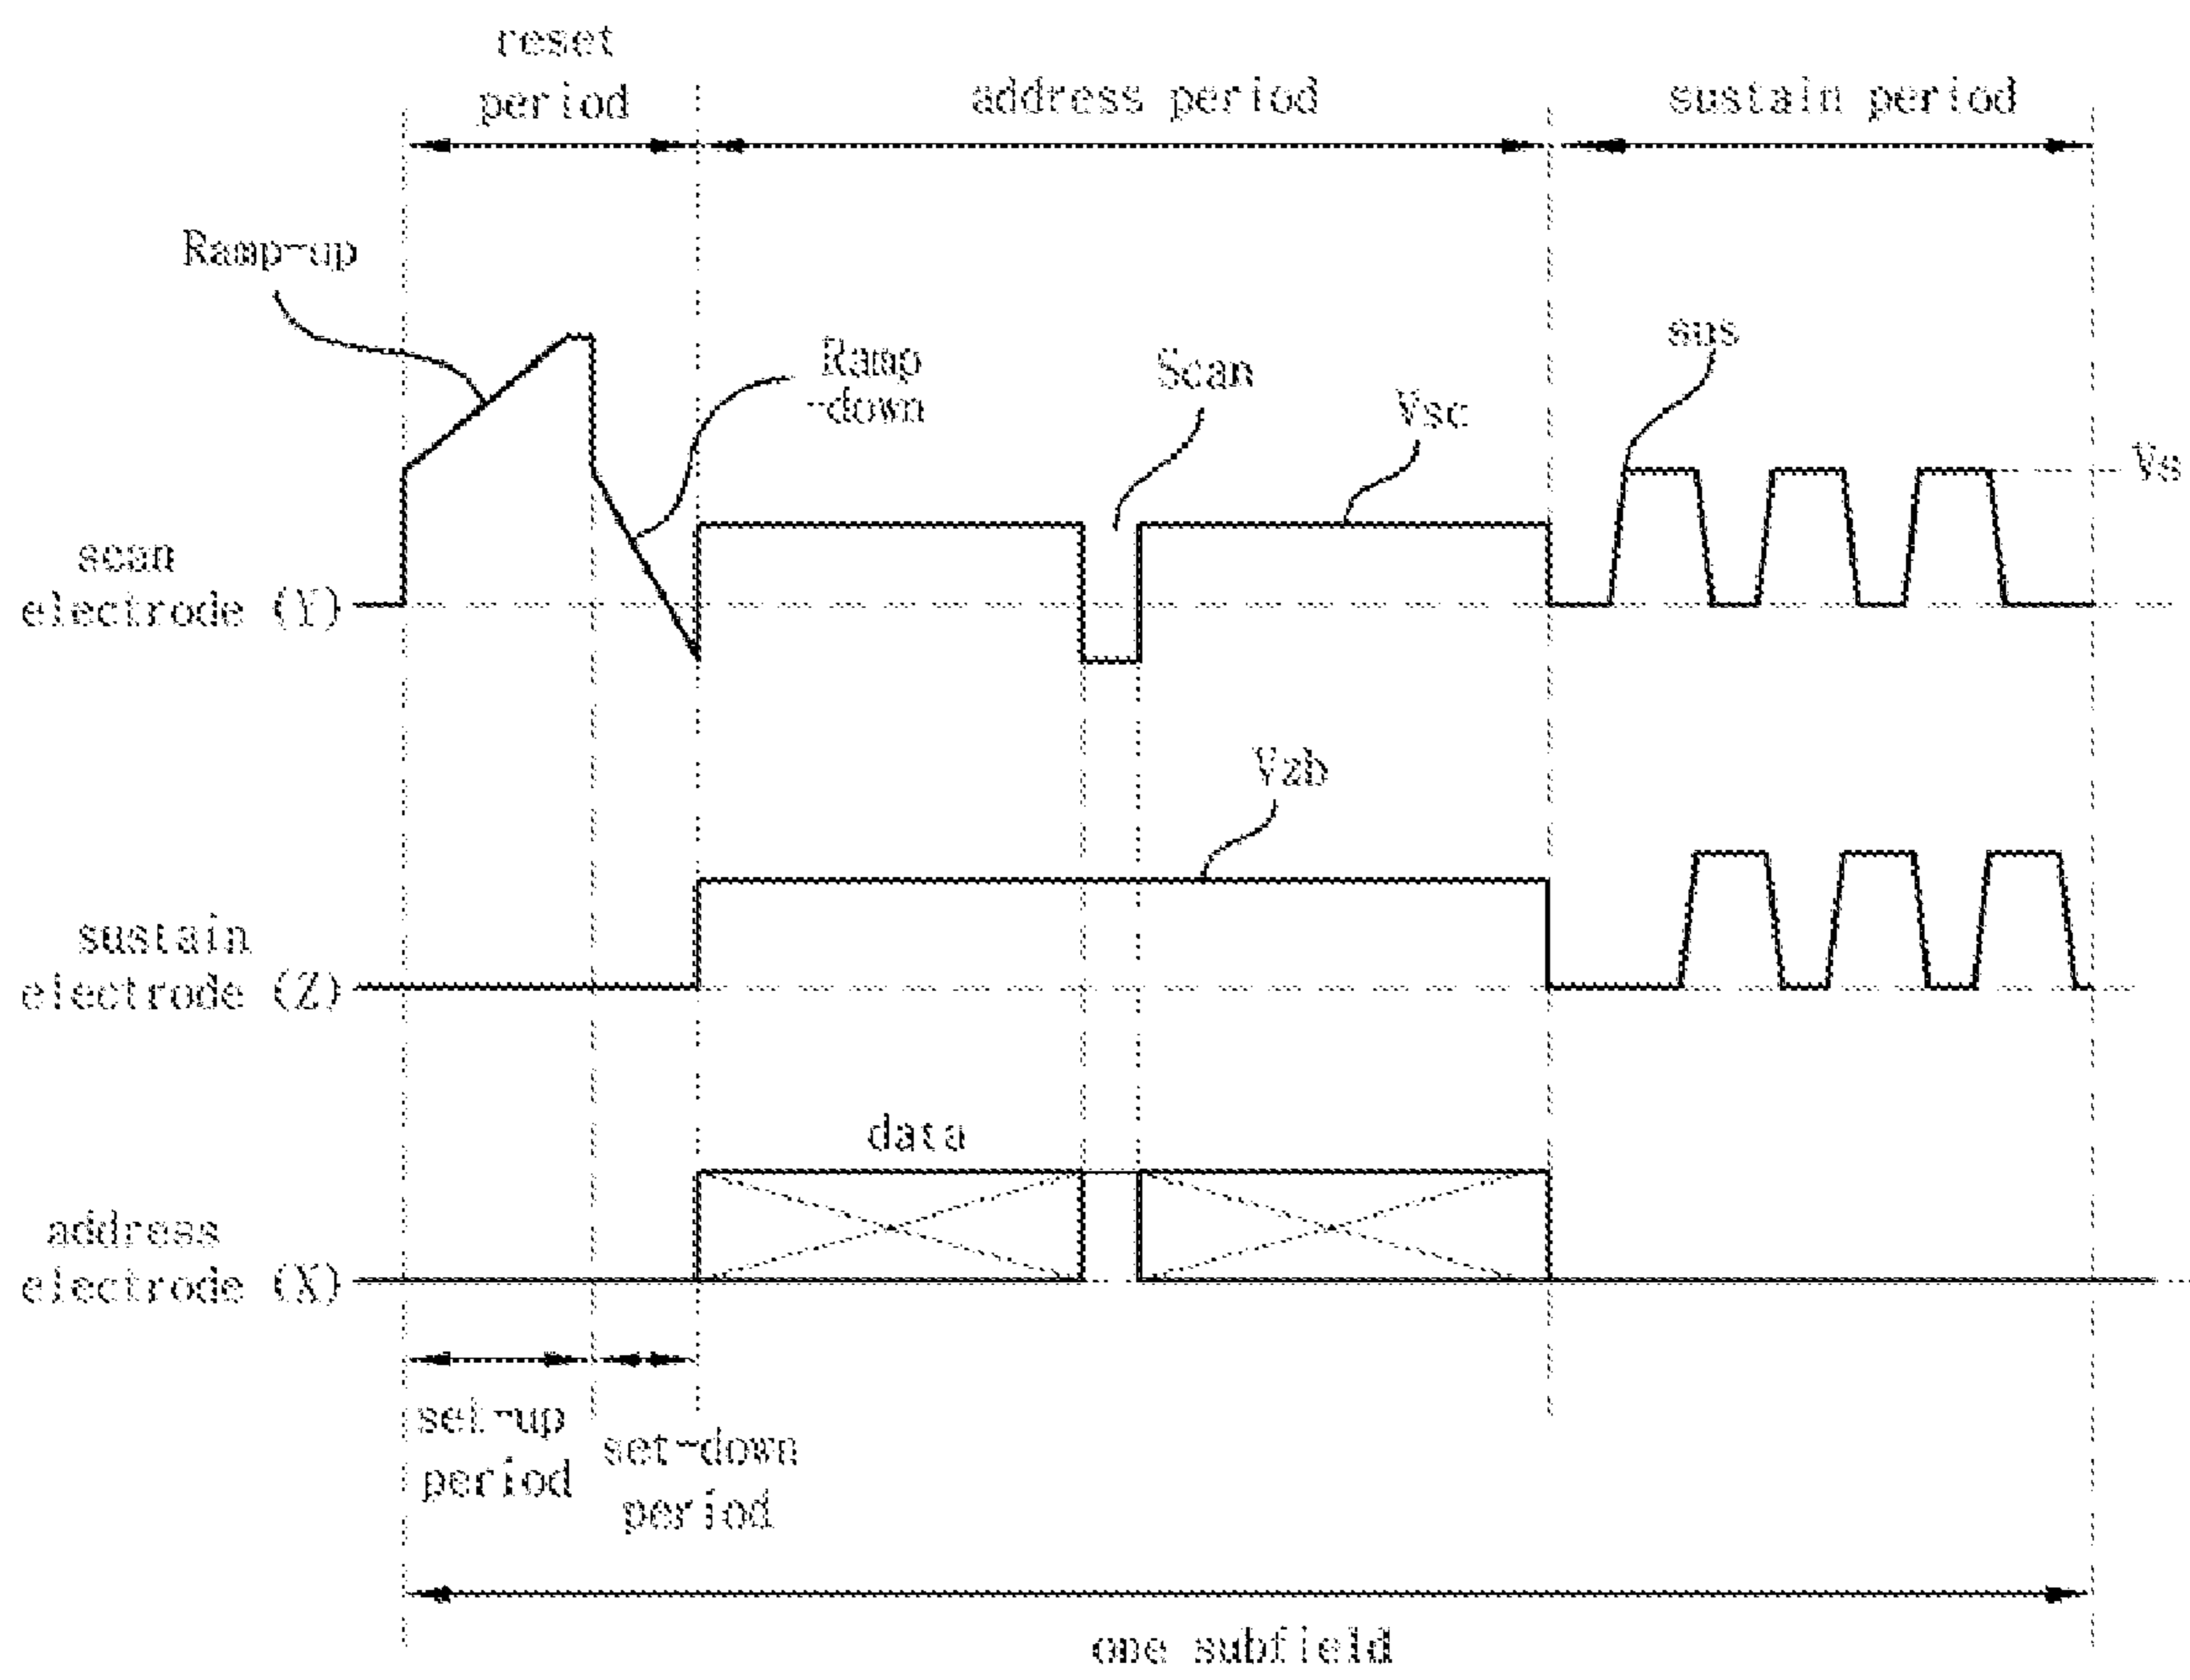 reset
period
address period
sustain period
Ramp-up
Ramp
-down
Scan
Vsc
sus
Vs
scan
electrode (Y)
Vzb
sustain
electrode (Z)
data
address
electrode (X)
set-up
period
set-down
period
one subfield